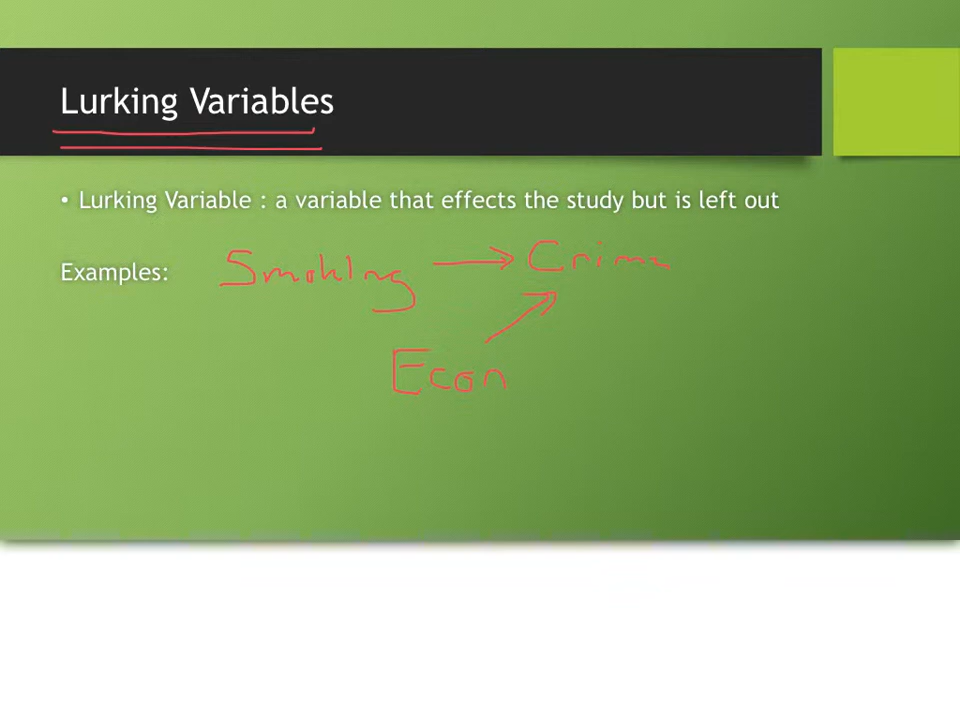 Lurking Variables
• Lurking Variable : a variable that effects the study but is left out
Examples: Smoking → Crime
Econ